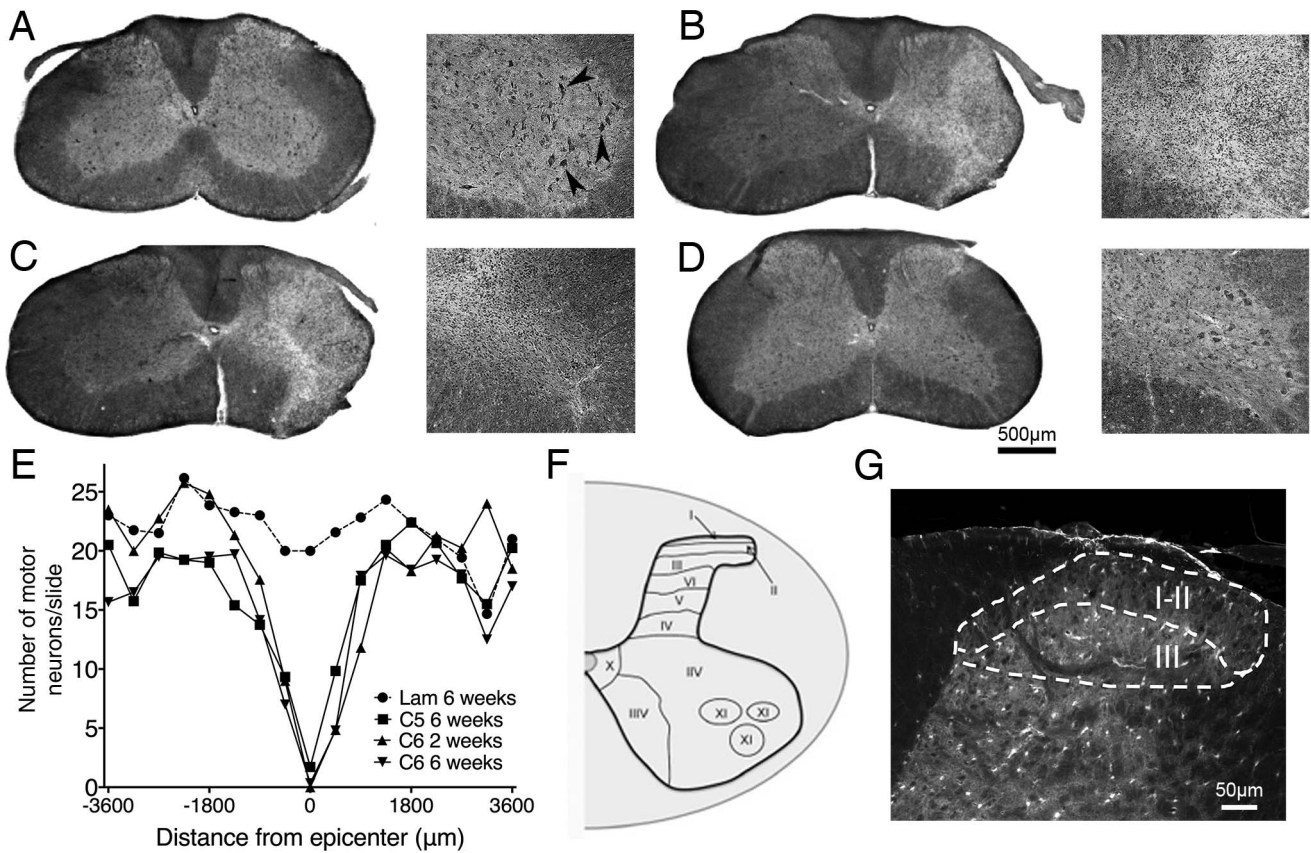 A
B
C
D
500µm
E
F
G
Number of motor
neurons/slide
25
20
15
10
5
0
Lam 6 weeks
C5 6 weeks
C6 2 weeks
C6 6 weeks
-3600
-1800
0
1800
3600
Distance from epicenter (µm)
I
II
III
VI
V
IV
X
IIV
IIIV
XI
XI
XI
I-II
III
50µm